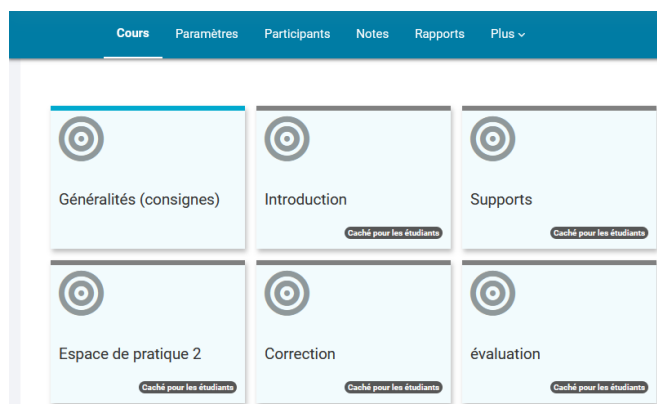 Cours Paramètres Participants Notes Rapports Plus
Généralités (consignes)
Introduction
Caché pour les étudiants
Supports
Caché pour les étudiants
Espace de pratique 2
Caché pour les étudiants
Correction
Caché pour les étudiants
évaluation
Caché pour les étudiants